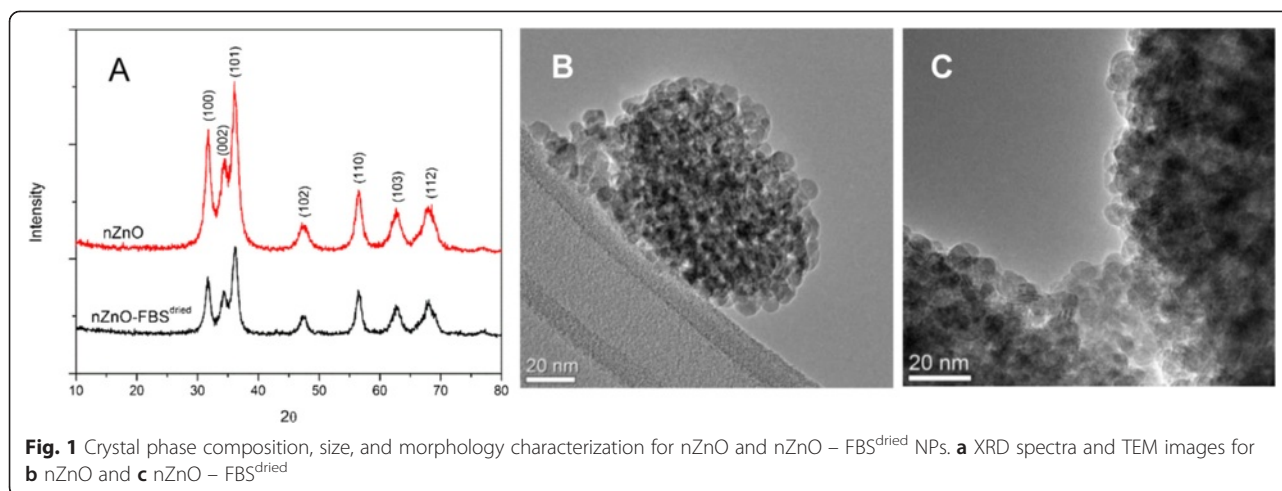 A
(100)
(002)
(101)
(102)
(110)
(103)
(112)
nZnO
nZnO-FBSdried
Intensity
10 20 30 40 50 60 70 80
2θ
B
20 nm
C
20 nm
Fig. 1 Crystal phase composition, size, and morphology characterization for nZnO and nZnO – FBSdried NPs. a XRD spectra and TEM images for
b nZnO and c nZnO – FBSdried